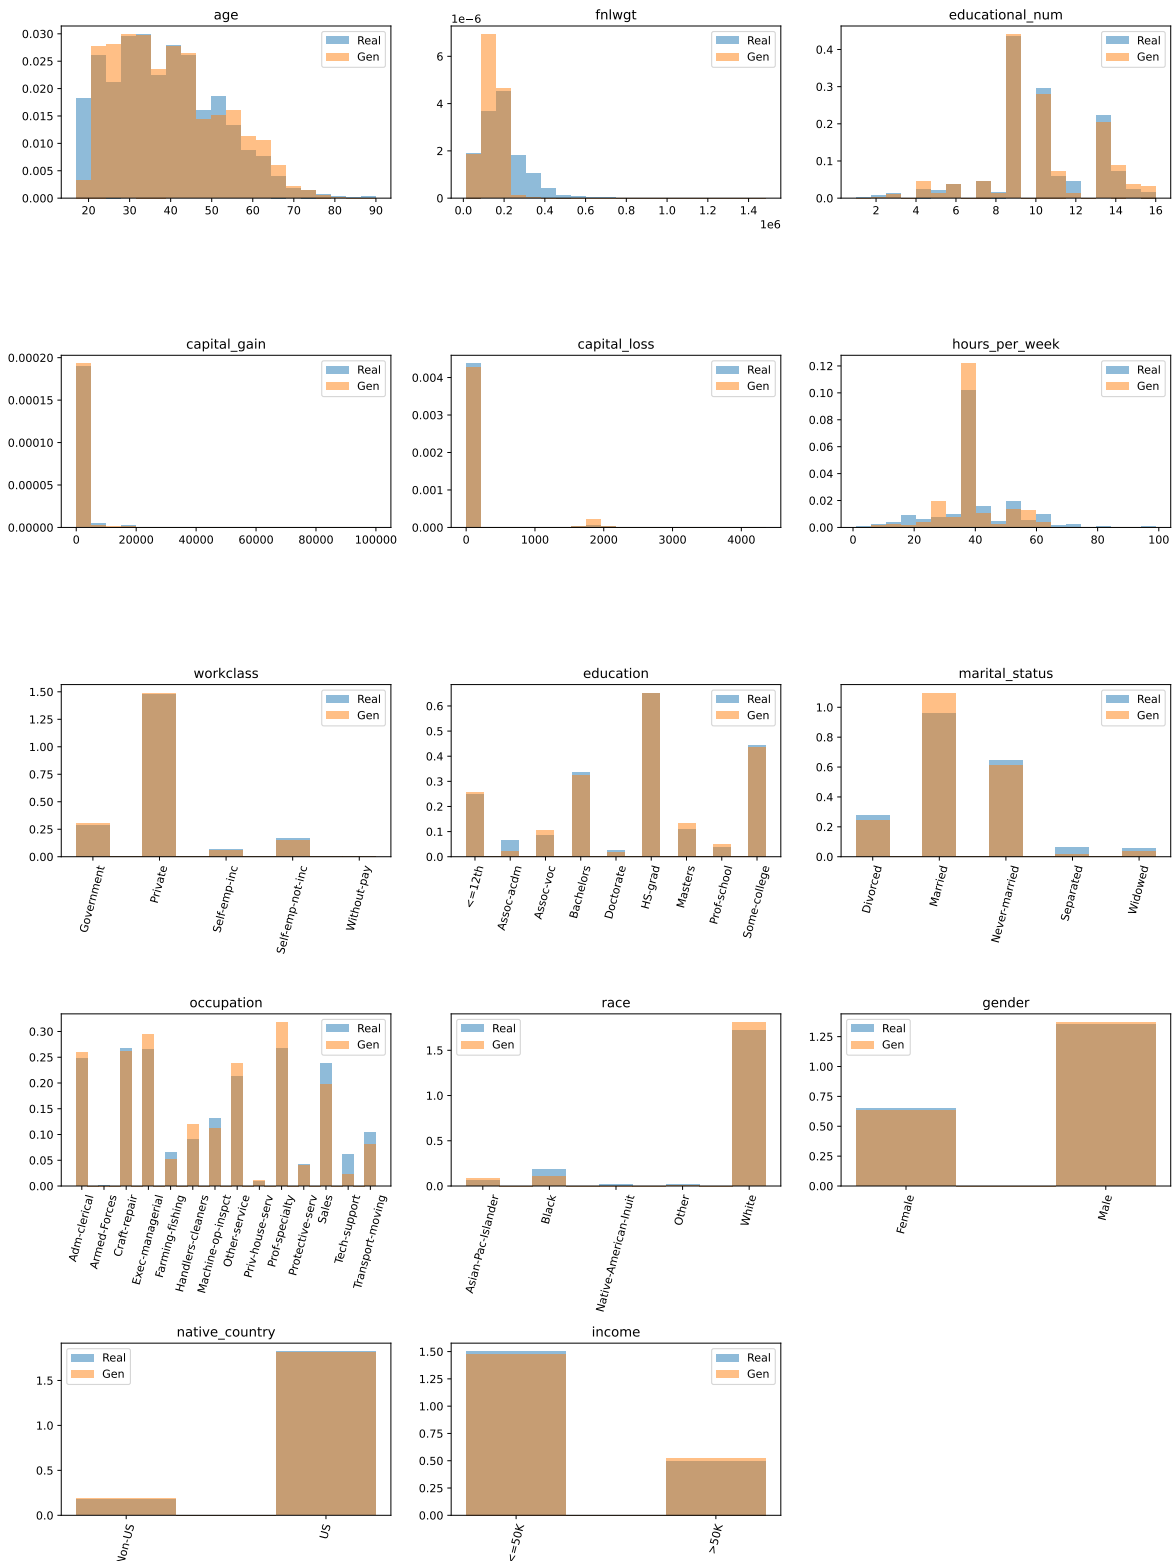 age
0.030
0.025
0.020
0.015
0.010
0.005
0.000
20 30 40 50 60 70 80 90
Real
Gen
fnlwgt
1e−6
6
4
2
0
0.0 0.2 0.4 0.6 0.8 1.0 1.2 1.4
1e6
Real
Gen
educational_num
0.4
0.3
0.2
0.1
0.0
2 4 6 8 10 12 14 16
Real
Gen
capital_gain
0.00020
0.00015
0.00010
0.00005
0.00000
0 20000 40000 60000 80000 100000
Real
Gen
capital_loss
0.004
0.003
0.002
0.001
0.000
0 1000 2000 3000 4000
Real
Gen
hours_per_week
0.12
0.10
0.08
0.06
0.04
0.02
0.00
0 20 40 60 80 100
Real
Gen
workclass
1.50
1.25
1.00
0.75
0.50
0.25
0.00
Government
Private
Self-emp-inc
Self-emp-not-inc
Without-pay
Real
Gen
education
0.6
0.5
0.4
0.3
0.2
0.1
0.0
<=12th
Assoc-acdm
Assoc-voc
Bachelors
Doctorate
HS-grad
Masters
Prof-school
Some-college
Real
Gen
marital_status
1.0
0.8
0.6
0.4
0.2
0.0
Divorced
Married
Never-married
Separated
Widowed
Real
Gen
occupation
0.30
0.25
0.20
0.15
0.10
0.05
0.00
Adm-clerical
Armed-Forces
Craft-repair
Exec-managerial
Farming-fishing
Handlers-cleaners
Machine-op-inspct
Other-service
Priv-house-serv
Prof-specialty
Protective-serv
Sales
Tech-support
Transport-moving
Real
Gen
race
1.5
1.0
0.5
0.0
Asian-Pac-Islander
Black
Native-American-Inuit
Other
White
Real
Gen
gender
1.25
1.00
0.75
0.50
0.25
0.00
Female
Male
Real
Gen
native_country
1.5
1.0
0.5
0.0
Non-US
US
Real
Gen
income
1.50
1.25
1.00
0.75
0.50
0.25
0.00
<=50K
>50K
Real
Gen